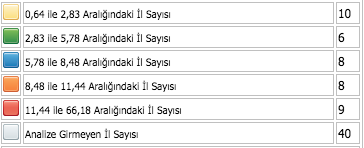 0,64 ile 2,83 Aralığındaki İl Sayısı 10
2,83 ile 5,78 Aralığındaki İl Sayısı 6
5,78 ile 8,48 Aralığındaki İl Sayısı 8
8,48 ile 11,44 Aralığındaki İl Sayısı 8
11,44 ile 66,18 Aralığındaki İl Sayısı 9
Analize Girmeyen İl Sayısı 40